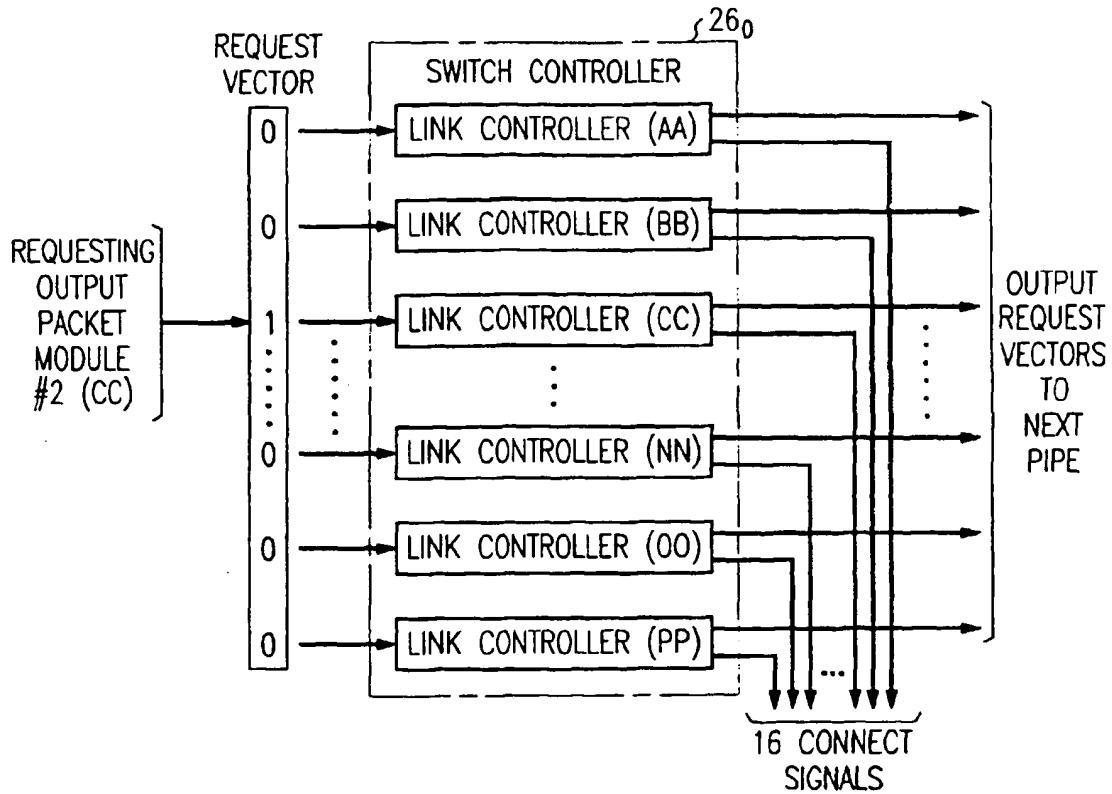 26₀
REQUEST
VECTOR
SWITCH CONTROLLER
0
LINK CONTROLLER (AA)
0
LINK CONTROLLER (BB)
REQUESTING
OUTPUT
PACKET
MODULE
#2 (CC)
1
LINK CONTROLLER (CC)
OUTPUT
REQUEST
VECTORS
TO
NEXT
PIPE
0
LINK CONTROLLER (NN)
0
LINK CONTROLLER (OO)
0
LINK CONTROLLER (PP)
16 CONNECT
SIGNALS